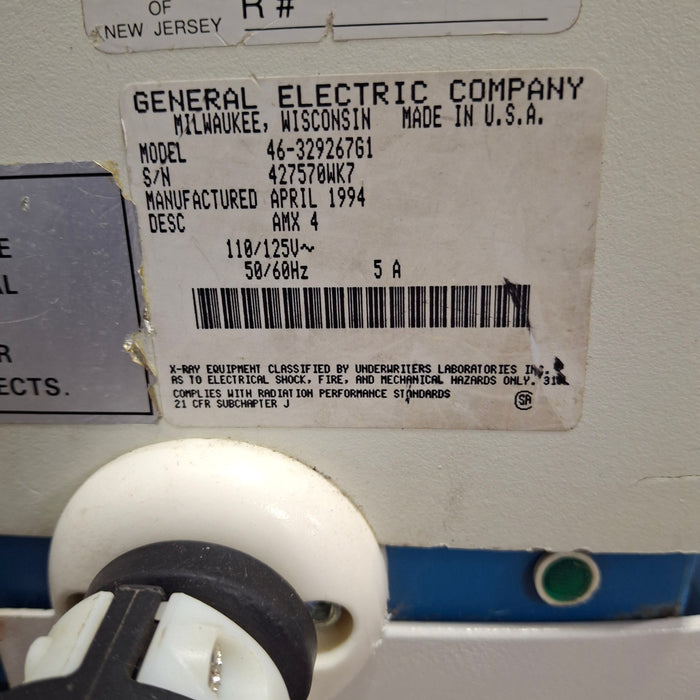 OF
NEW JERSEY
R #
GENERAL ELECTRIC COMPANY
MILWAUKEE, WISCONSIN MADE IN U.S.A.
MODEL 46-329267G1
S/N 427570WK7
MANUFACTURED APRIL 1994
DESC AMX 4
110/125V~
50/60Hz 5 A
X-RAY EQUIPMENT CLASSIFIED BY UNDERWRITERS LABORATORIES INC.
AS TO ELECTRICAL SHOCK, FIRE, AND MECHANICAL HAZARDS ONLY.
COMPLIES WITH RADIATION PERFORMANCE STANDARDS
21 CFR SUBCHAPTER J
SA
E
AL
R
ECTS.